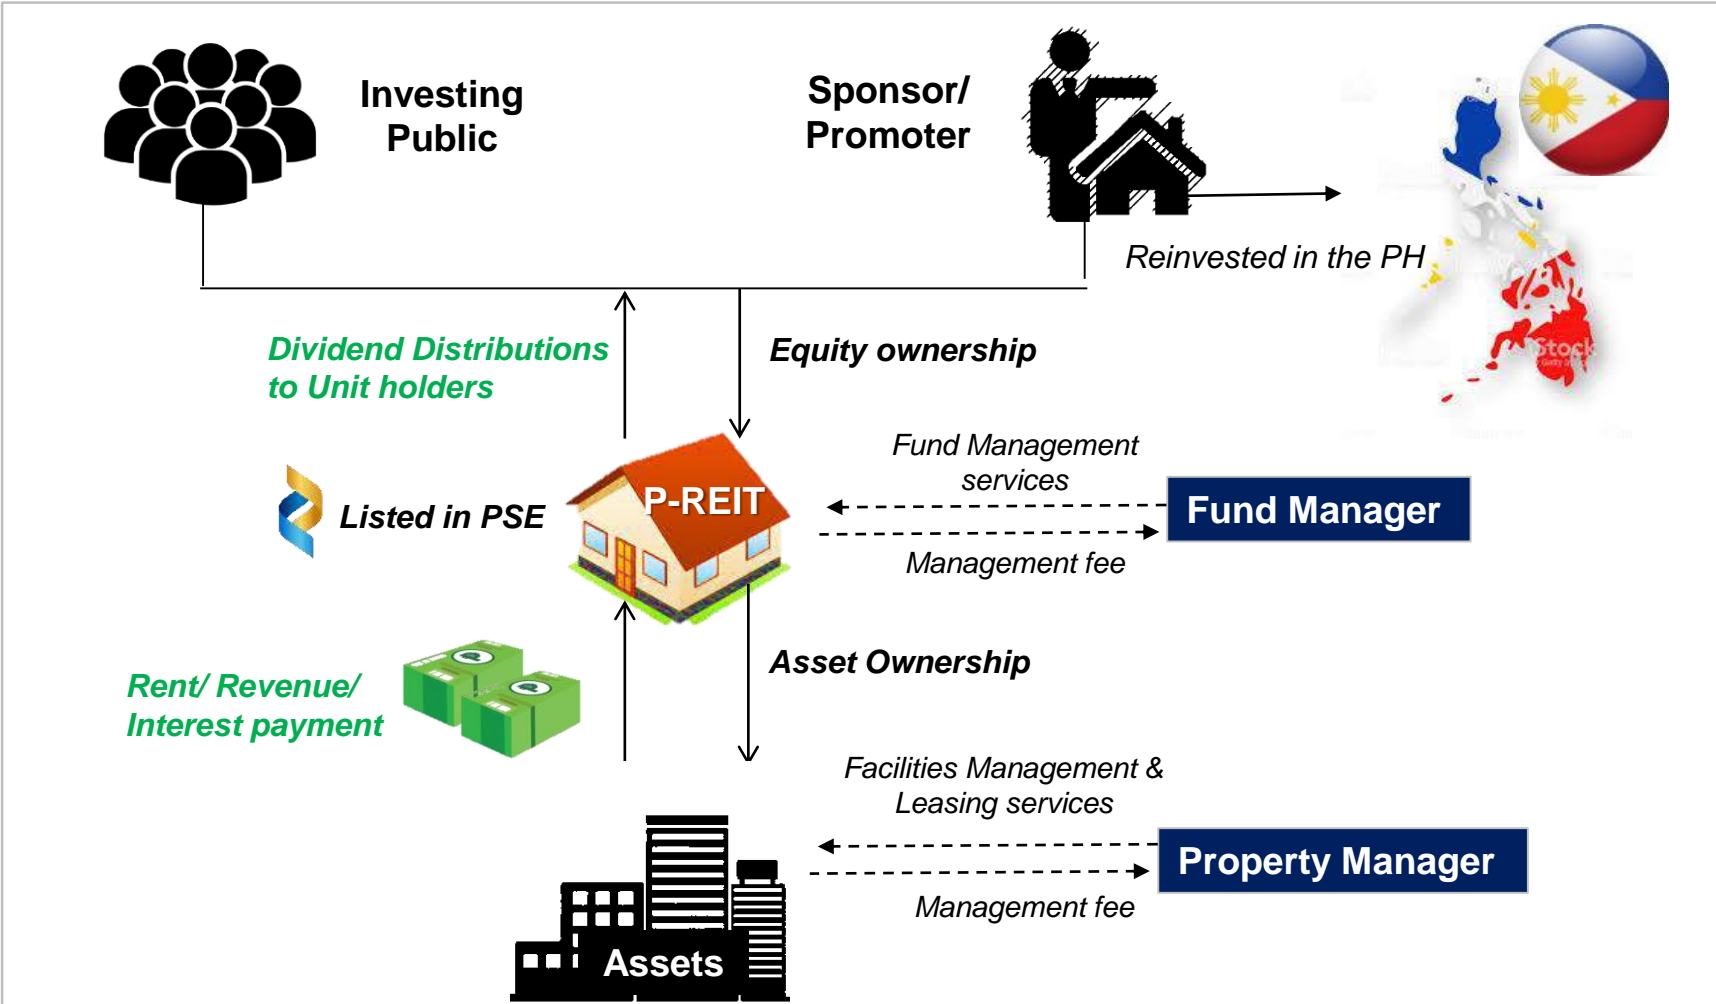 Investing
Public
Sponsor/
Promoter
Reinvested in the PH
Dividend Distributions
to Unit holders
Equity ownership
Fund Management
services
Fund Manager
Management fee
Listed in PSE
P-REIT
Asset Ownership
Rent/ Revenue/
Interest payment
Facilities Management &
Leasing services
Property Manager
Management fee
Assets
Stock